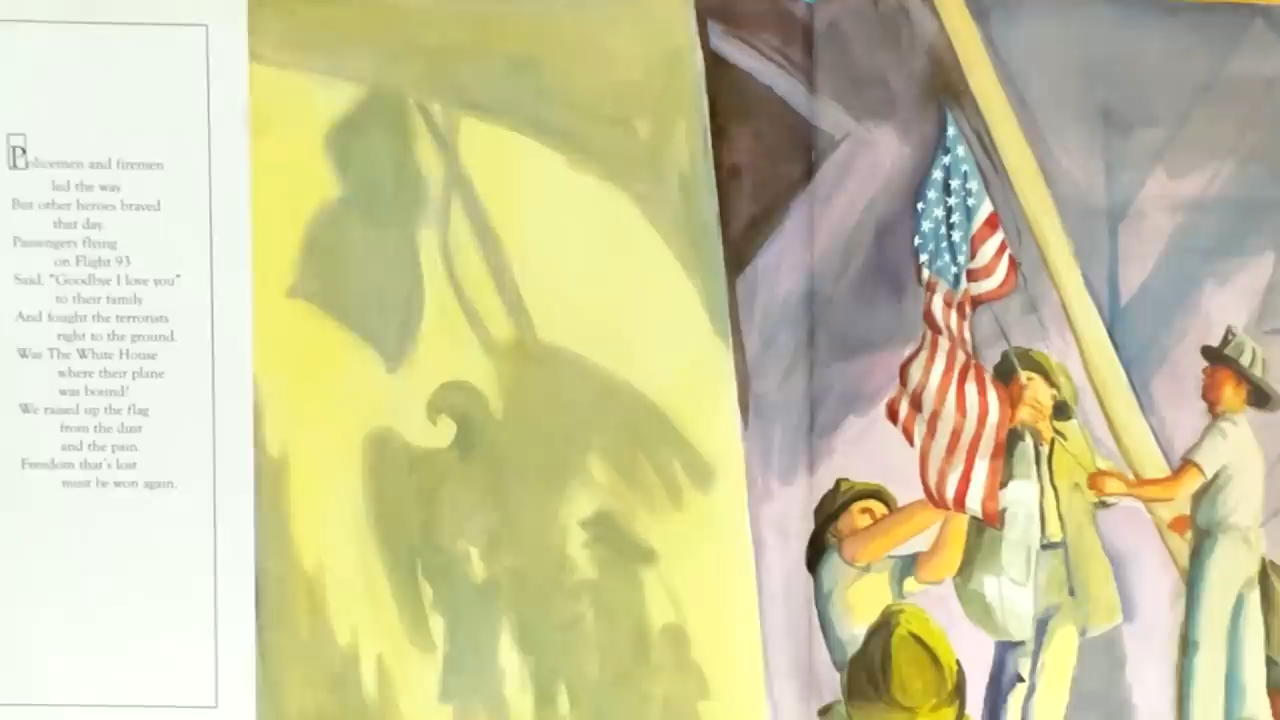 Policemen and firemen
led the way.
But other heroes braved
that day.
Passengers flying
on Flight 93
Said, "Goodbye I love you"
to their family
And fought the terrorists
right to the ground.
Was The White House
where their plane
was bound?
We raised up the flag
from the dust
and the pain.
Freedom that's lost
must be won again.